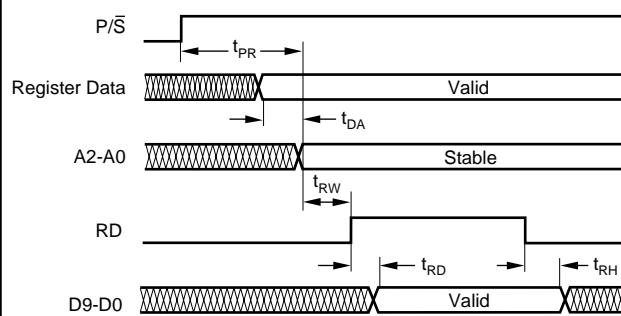 P/S̄
t_PR
Register Data
Valid
t_DA
A2-A0
Stable
t_RW
RD
t_RD
t_RH
D9-D0
Valid